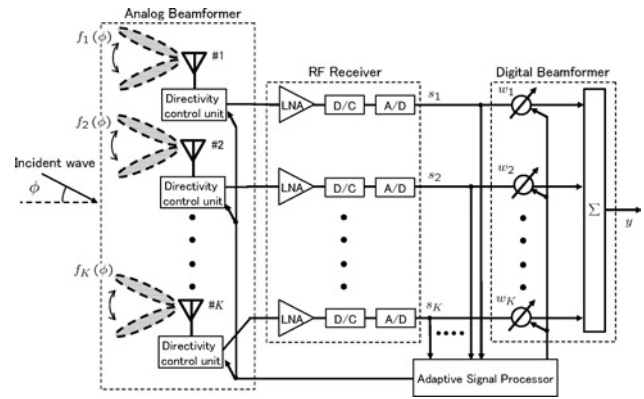 Analog Beamformer
f1(ϕ)
#1
Directivity
control unit
f2(ϕ)
#2
Directivity
control unit
Incident wave
ϕ
fK(ϕ)
#K
Directivity
control unit
RF Receiver
LNA
D/C
A/D
LNA
D/C
A/D
LNA
D/C
A/D
s1
s2
sK
Digital Beamformer
w1
w2
wK
Σ
y
Adaptive Signal Processor